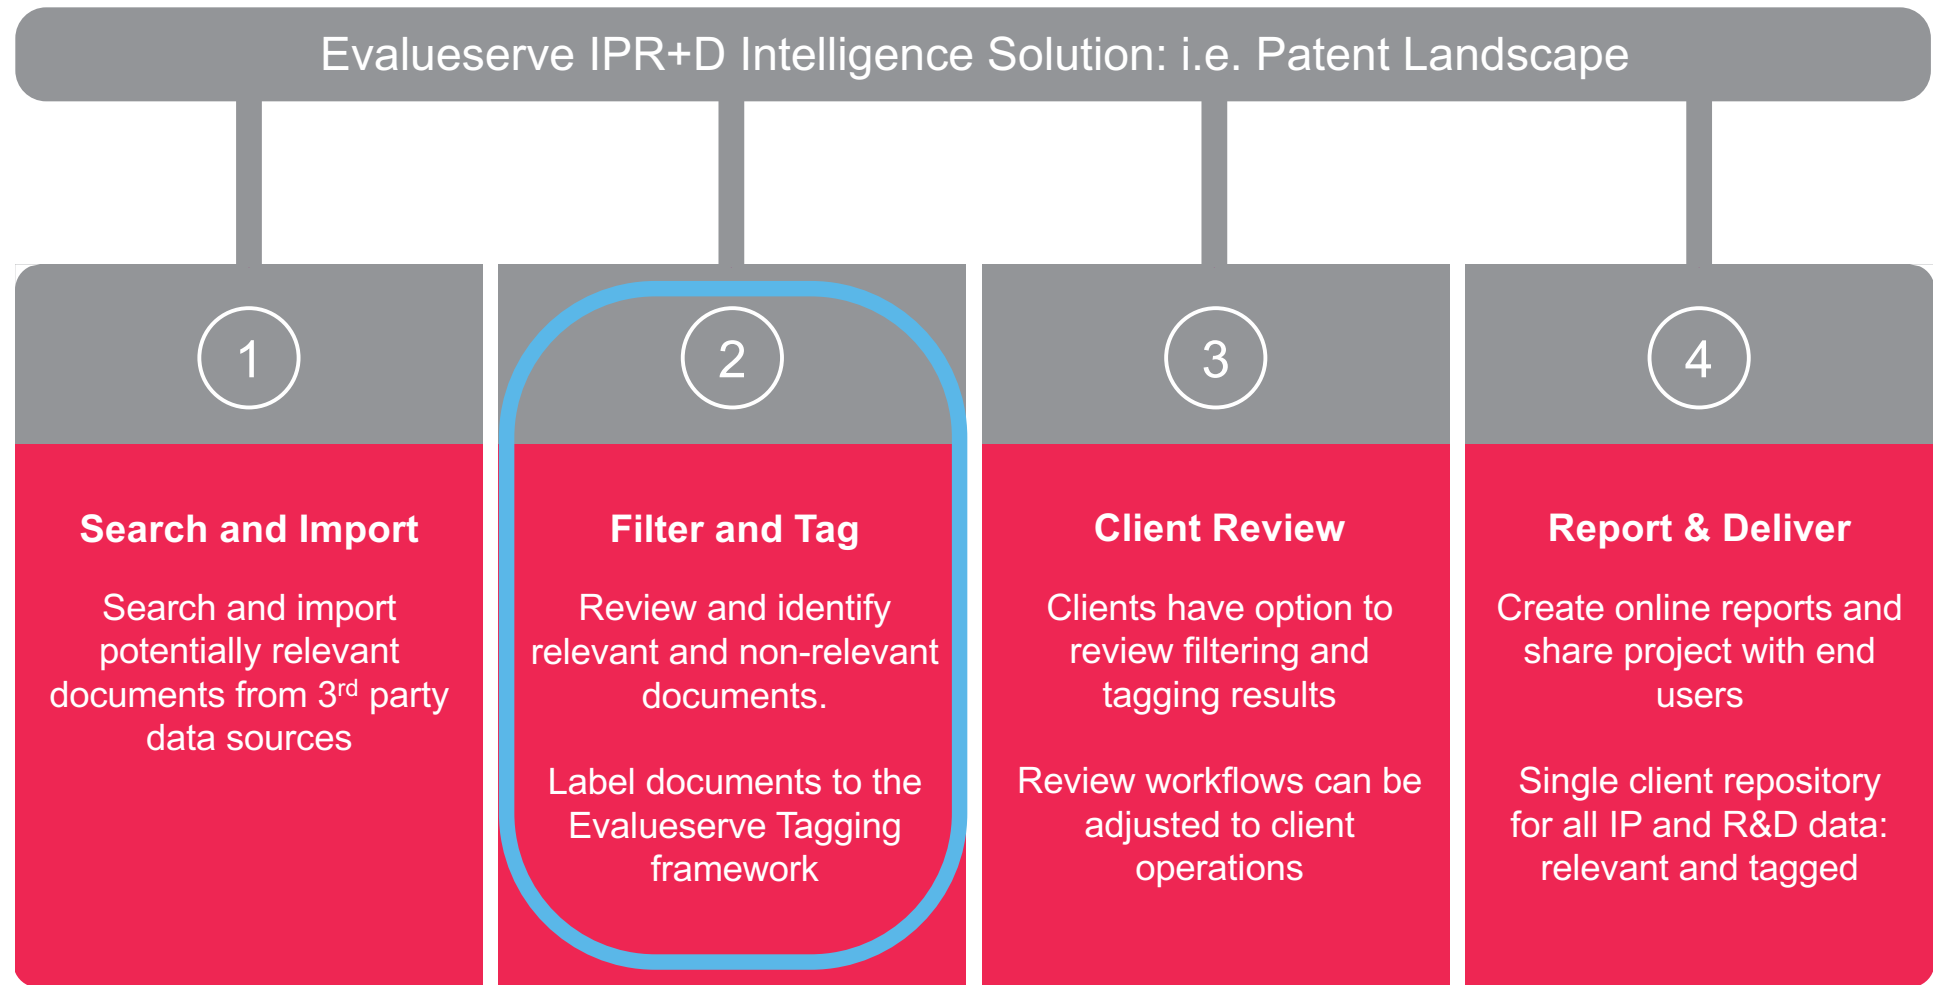 Evalueserve IPR+D Intelligence Solution: i.e. Patent Landscape
1
Search and Import
Search and import
potentially relevant
documents from 3rd party
data sources
2
Filter and Tag
Review and identify
relevant and non-relevant
documents.
Label documents to the
Evalueserve Tagging
framework
3
Client Review
Clients have option to
review filtering and
tagging results
Review workflows can be
adjusted to client
operations
4
Report & Deliver
Create online reports and
share project with end
users
Single client repository
for all IP and R&D data:
relevant and tagged